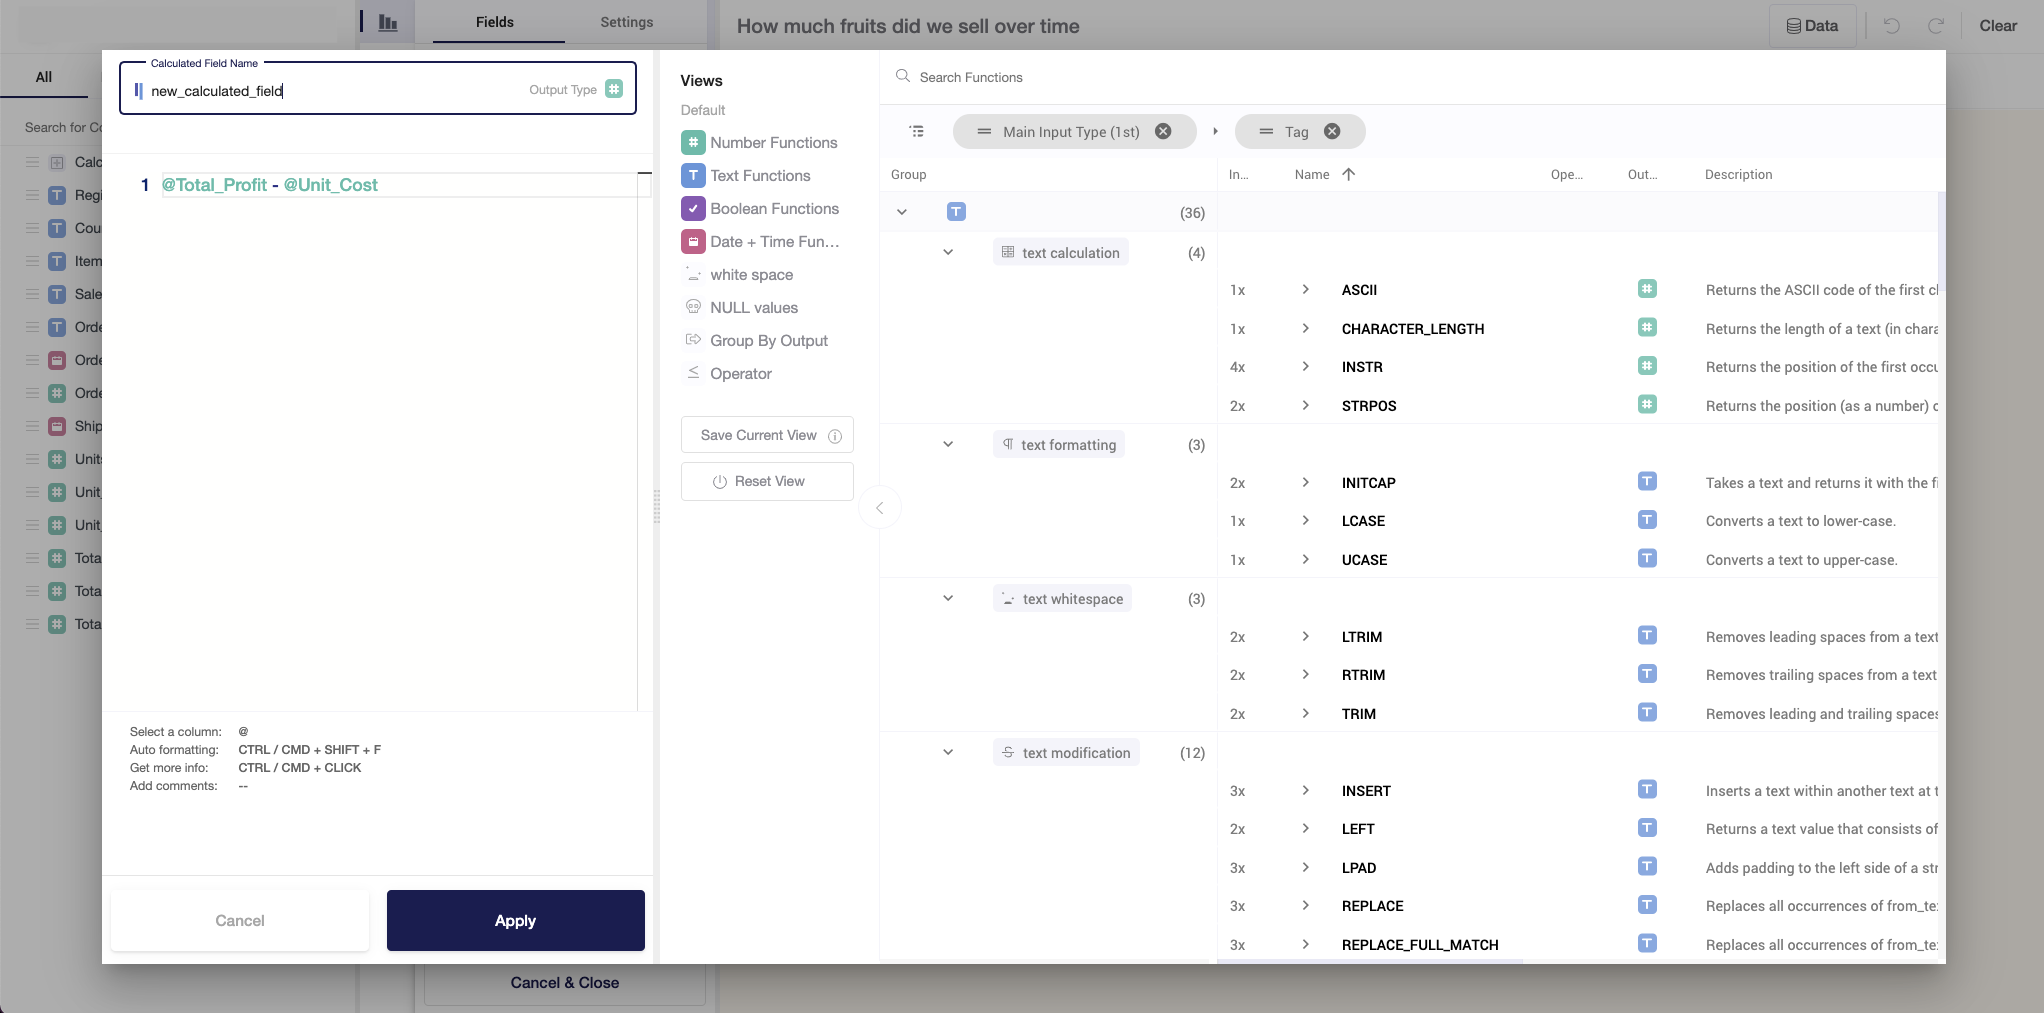 Fields
Settings
How much fruits did we sell over time
Data
Clear
All
Search for Co
Calc
Regi
Cou
Item
Sale
Orde
Orde
Orde
Ship
Units
Unit_
Unit_
Tota
Tota
Tota
Calculated Field Name
new_calculated_field
Output Type
1 @Total_Profit - @Unit_Cost
Select a column: @
Auto formatting: CTRL / CMD + SHIFT + F
Get more info: CTRL / CMD + CLICK
Add comments: --
Cancel
Apply
Cancel & Close
Views
Default
Number Functions
Text Functions
Boolean Functions
Date + Time Fun...
white space
NULL values
Group By Output
Operator
Save Current View
Reset View
Search Functions
Main Input Type (1st)
Tag
Group In... Name Ope... Out... Description
T (36)
text calculation (4)
1x ASCII # Returns the ASCII code of the first cl
1x CHARACTER_LENGTH # Returns the length of a text (in chara
4x INSTR # Returns the position of the first occu
2x STRPOS # Returns the position (as a number) o
text formatting (3)
2x INITCAP T Takes a text and returns it with the fi
1x LCASE T Converts a text to lower-case.
1x UCASE T Converts a text to upper-case.
text whitespace (3)
2x LTRIM T Removes leading spaces from a text
2x RTRIM T Removes trailing spaces from a text
2x TRIM T Removes leading and trailing spaces
text modification (12)
3x INSERT T Inserts a text within another text at t
2x LEFT T Returns a text value that consists of
3x LPAD T Adds padding to the left side of a str
3x REPLACE T Replaces all occurrences of from_te
3x REPLACE_FULL_MATCH T Replaces all occurrences of from_te